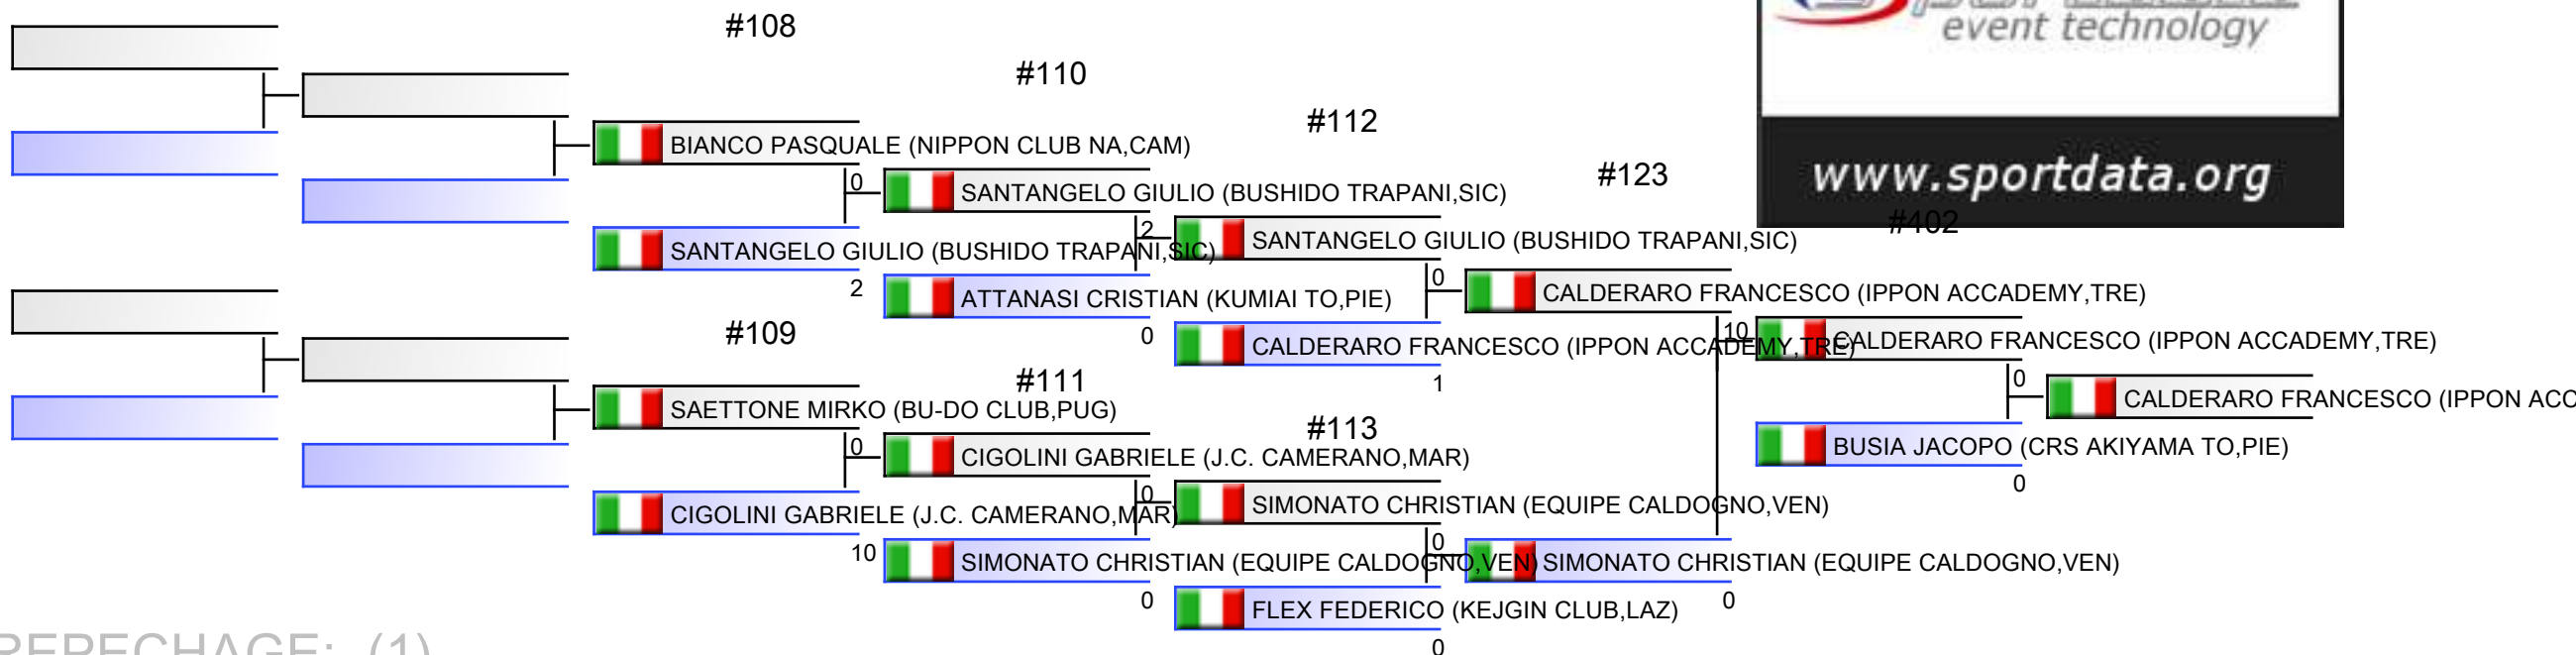 #108
event technology
#110
#112
BIANCO PASQUALE (NIPPON CLUB NA,CAM)
#123
www.sportdata.org
0
SANTANGELO GIULIO (BUSHIDO TRAPANI,SIC)
#402
2
SANTANGELO GIULIO (BUSHIDO TRAPANI,SIC)
SANTANGELO GIULIO (BUSHIDO TRAPANI,SIC)
0
2
ATTANASI CRISTIAN (KUMIAI TO,PIE)
CALDERARO FRANCESCO (IPPON ACCADEMY,TRE)
#109
0
10
CALDERARO FRANCESCO (IPPON ACCADEMY,TRE)
CALDERARO FRANCESCO (IPPON ACCADEMY,TRE)
#111
1
0
CALDERARO FRANCESCO (IPPON ACC
SAETTONE MIRKO (BU-DO CLUB,PUG)
#113
0
CIGOLINI GABRIELE (J.C. CAMERANO,MAR)
BUSIA JACOPO (CRS AKIYAMA TO,PIE)
0
0
SIMONATO CHRISTIAN (EQUIPE CALDOGNO,VEN)
CIGOLINI GABRIELE (J.C. CAMERANO,MAR)
0
10
SIMONATO CHRISTIAN (EQUIPE CALDOGNO,VEN)
SIMONATO CHRISTIAN (EQUIPE CALDOGNO,VEN)
0
FLEX FEDERICO (KEJGIN CLUB,LAZ)
0
0
REPECHAGE: (1)